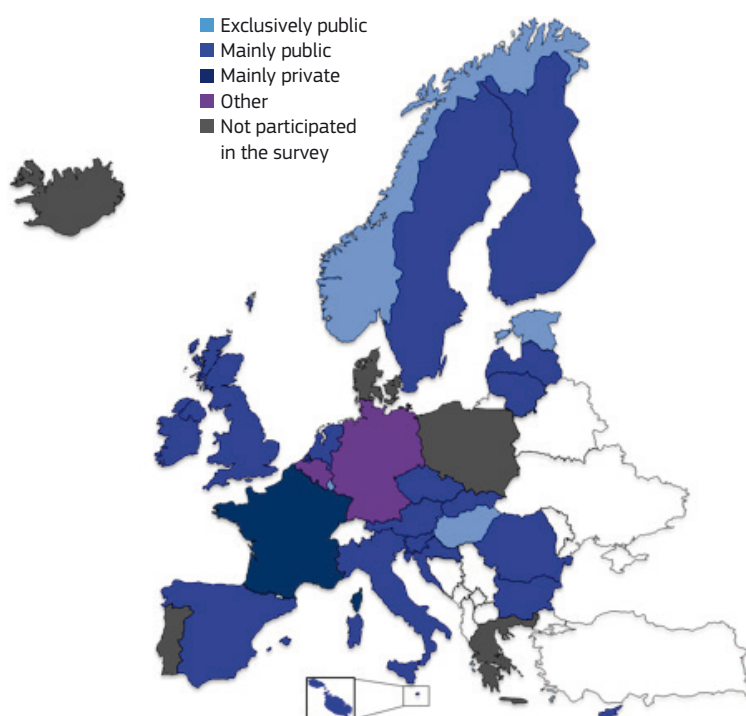 Exclusively public
Mainly public
Mainly private
Other
Not participated
in the survey